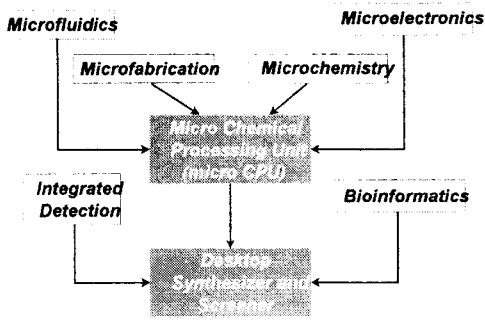 Microfluidics
Microelectronics
Microfabrication
Microchemistry
Micro Chemical
Processing Unit
(micro CPU)
Integrated
Detection
Bioinformatics
Desktop
Synthesizer and
Screener